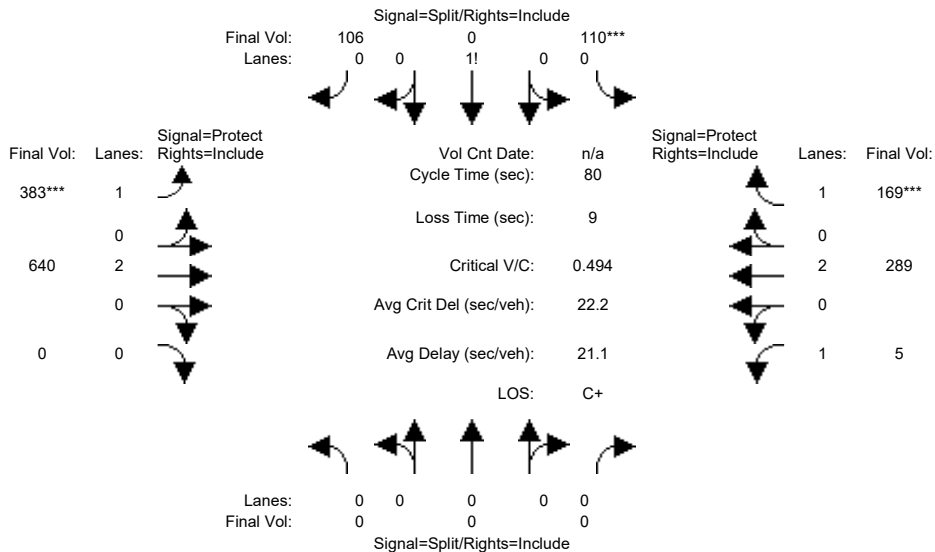 Signal=Split/Rights=Include
Final Vol: 106 0 110***
Lanes: 0 0 1! 0 0
Signal=Protect
Final Vol: Lanes: Rights=Include
Vol Cnt Date: n/a
Signal=Protect
Rights=Include Lanes: Final Vol:
Cycle Time (sec): 80
383*** 1
1 169***
Loss Time (sec): 9
0
0
640 2
Critical V/C: 0.494
2 289
0
Avg Crit Del (sec/veh): 22.2
0
0 0
Avg Delay (sec/veh): 21.1
1 5
LOS: C+
Lanes: 0 0 0 0 0
Final Vol: 0 0 0
Signal=Split/Rights=Include